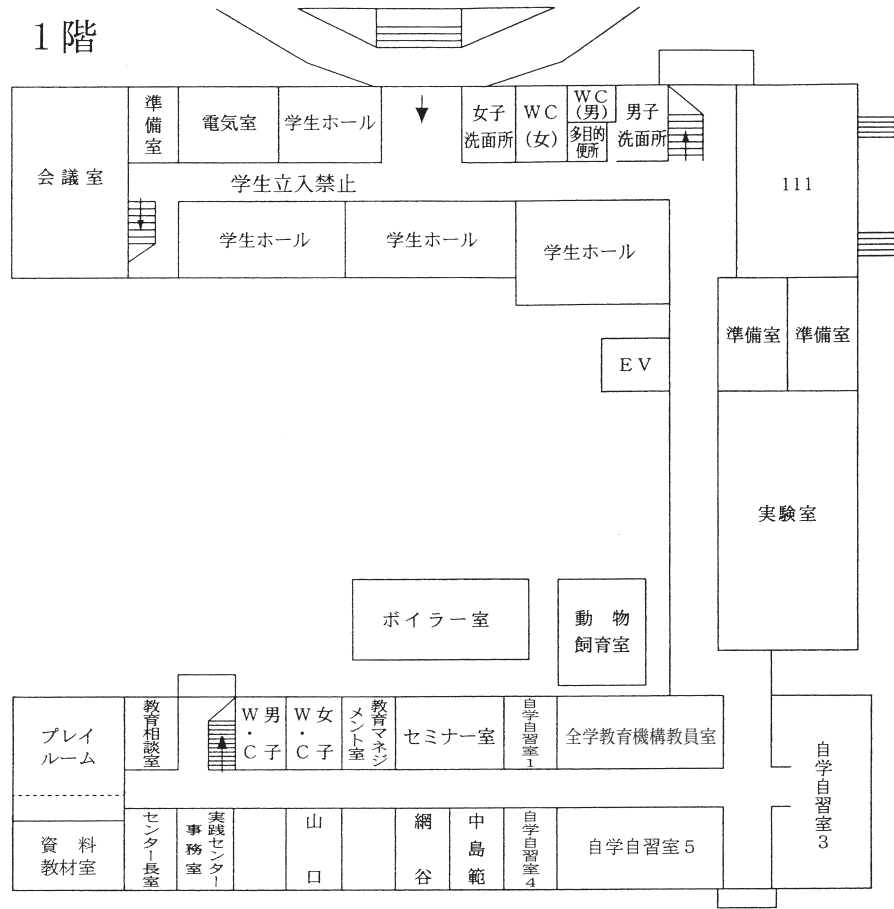 1階
準備室
電気室
学生ホール
女子
洗面所
WC
(女)
WC
(男)
多目的
便所
男子
洗面所
会議室
学生立入禁止
111
学生ホール
学生ホール
学生ホール
準備室
準備室
EV
実験室
ボイラー室
動物
飼育室
プレイ
ルーム
教育相談室
男子
W・C
女子
W・C
教育マネジ
メント室
セミナー室
自学自習室1
全学教育機構教員室
自学自習室3
資料
教材室
センター長室
実践センター
事務室
山口
網谷
中島範
自学自習室4
自学自習室5